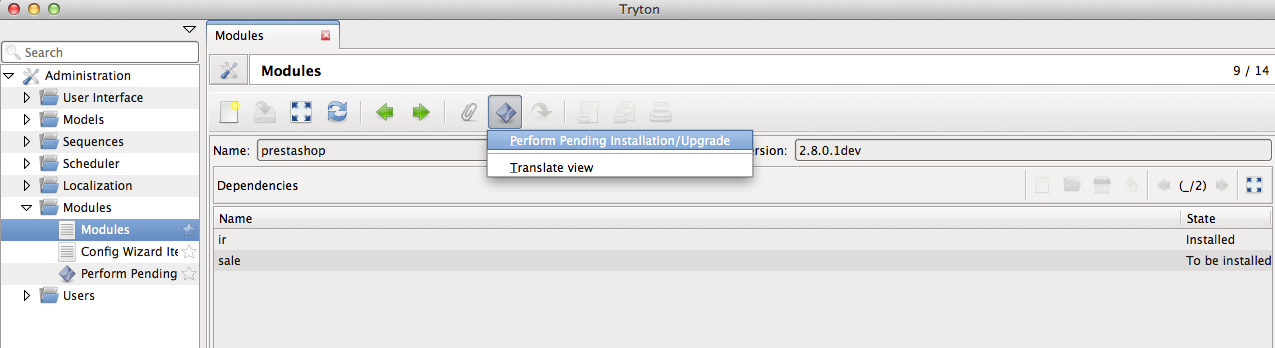 Tryton
Modules
Search
Modules
9 / 14
Administration
User Interface
Models
Sequences
Scheduler
Localization
Modules
Modules
Config Wizard Ite
Perform Pending
Users
Perform Pending Installation/Upgrade
Translate view
Name: prestashop
ersion: 2.8.0.1dev
Dependencies
(_/2)
Name State
ir Installed
sale To be installed